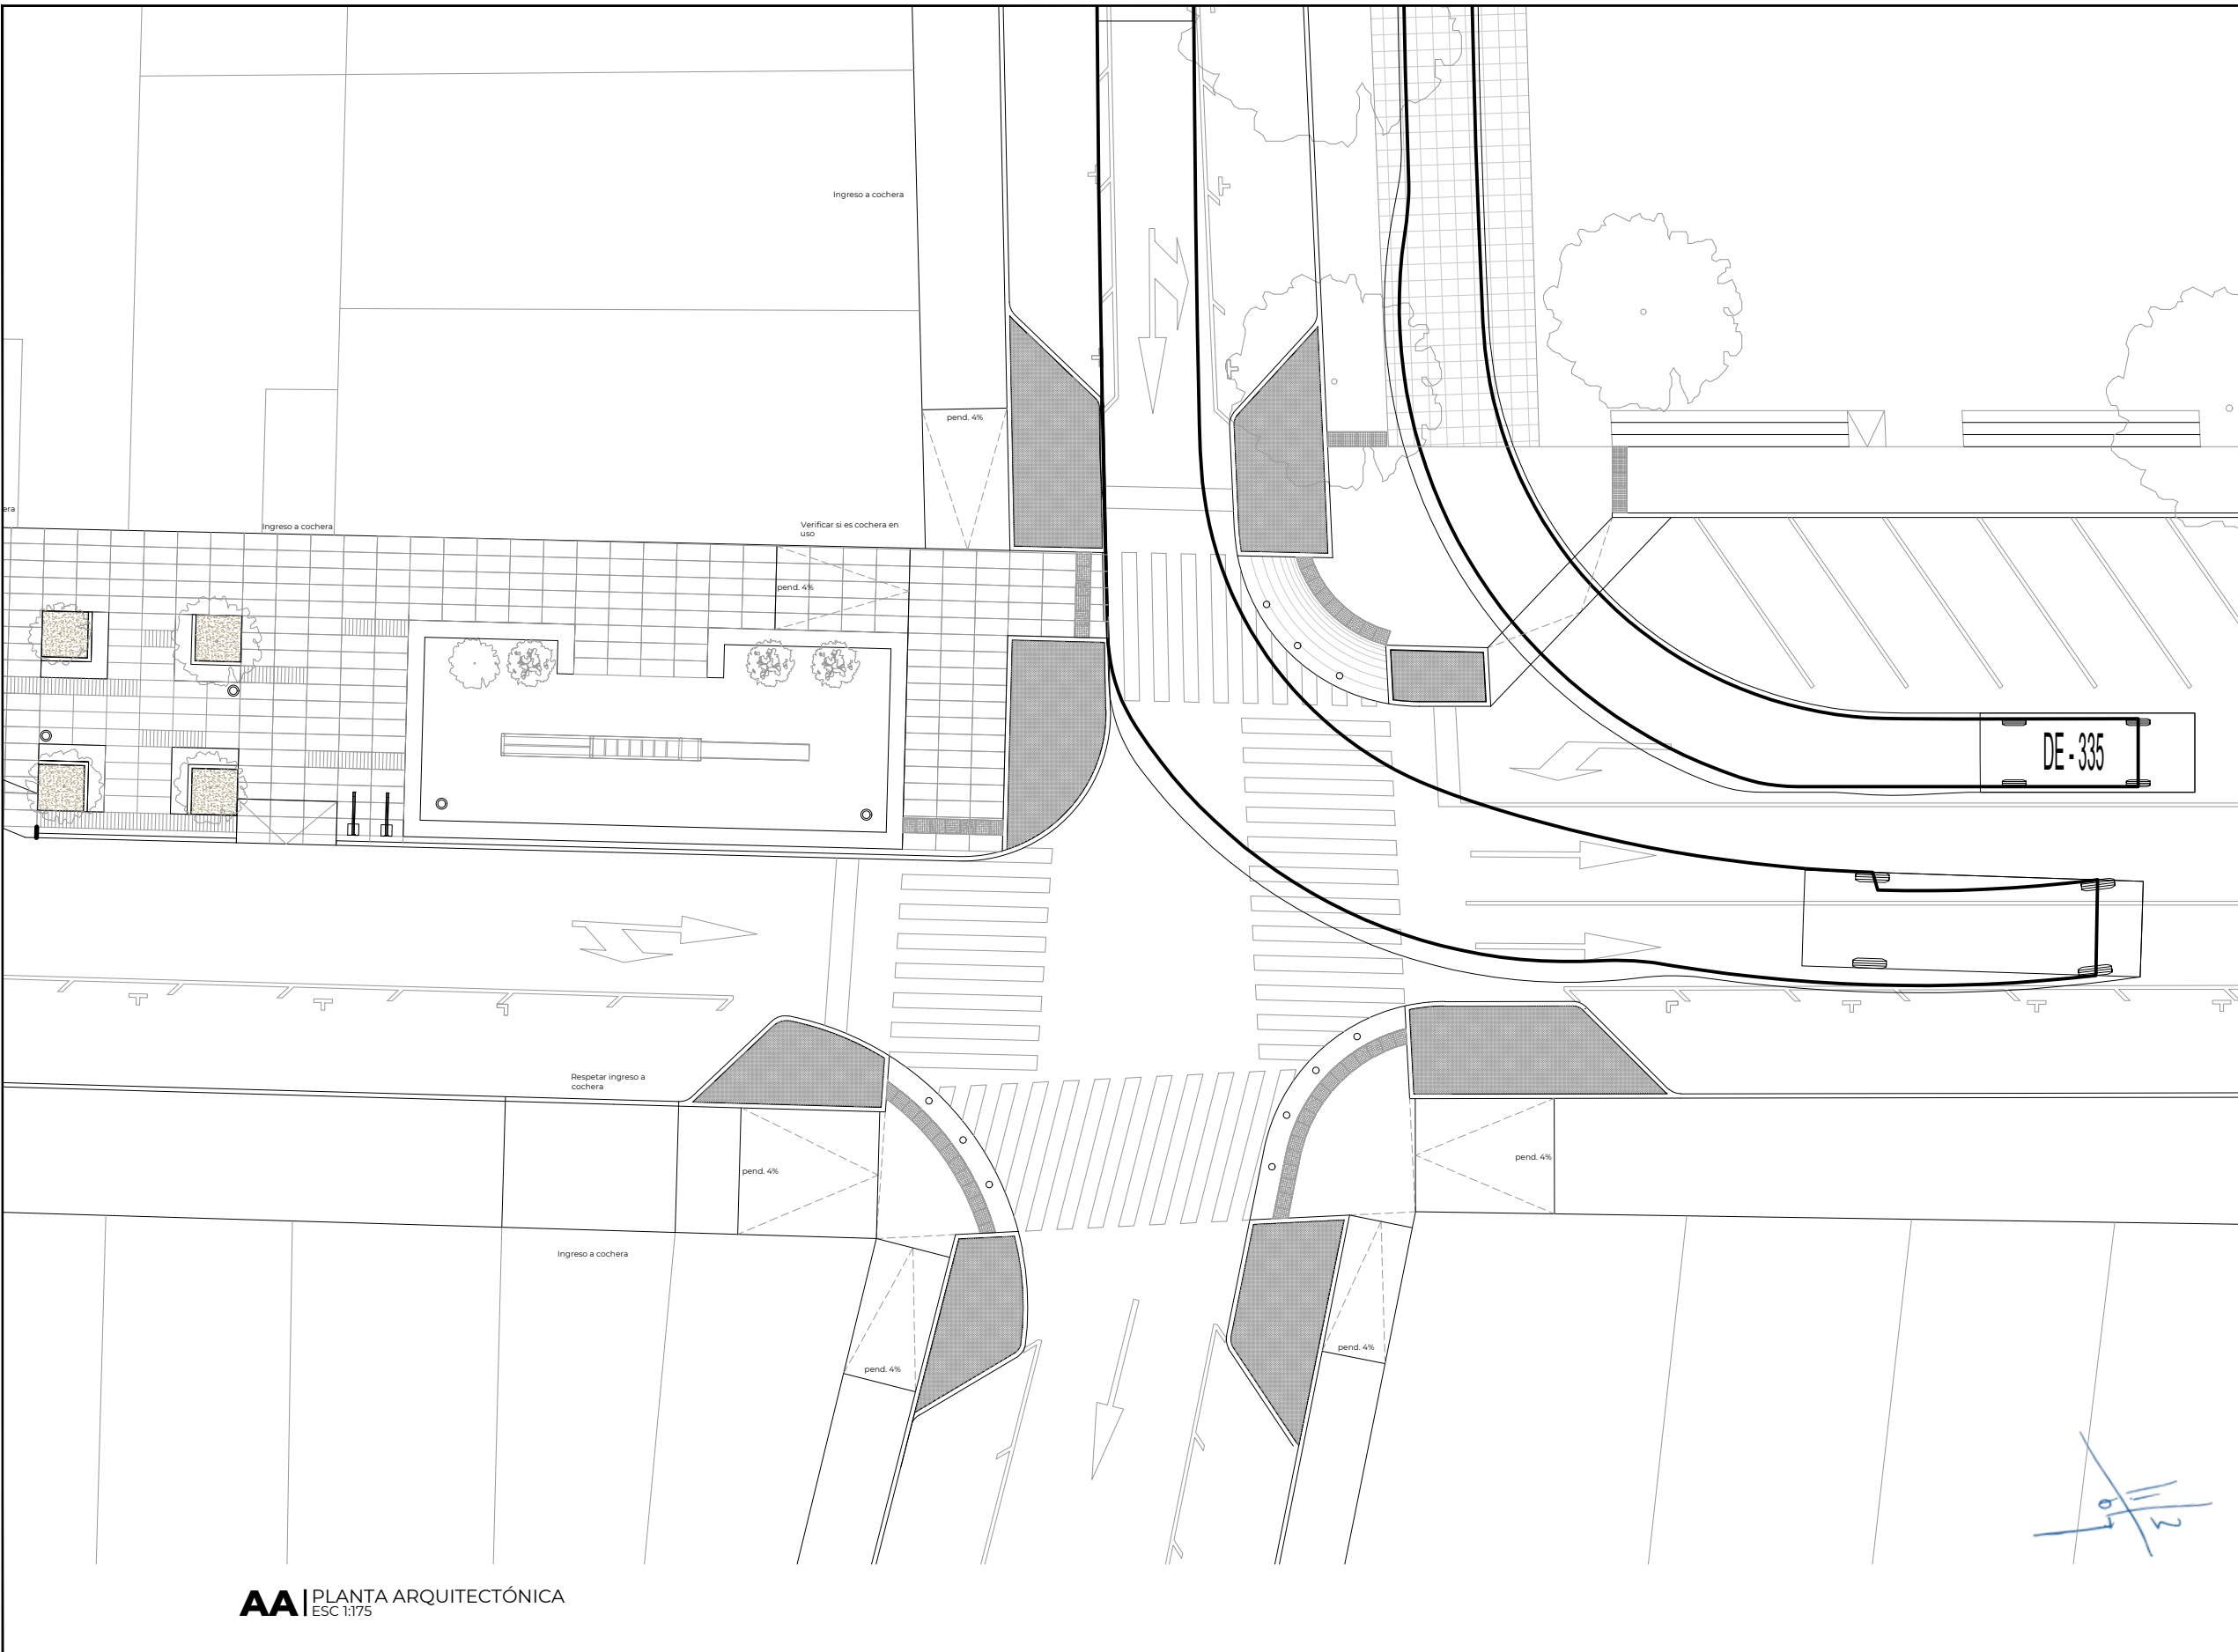 Ingreso a cochera
pend. 4%
era
Ingreso a cochera
Verificar si es cochera en
uso
pend. 4%
DE - 335
Respetar ingreso a
cochera
pend. 4%
pend. 4%
Ingreso a cochera
pend. 4%
pend. 4%
AA PLANTA ARQUITECTÓNICA
ESC 1:175